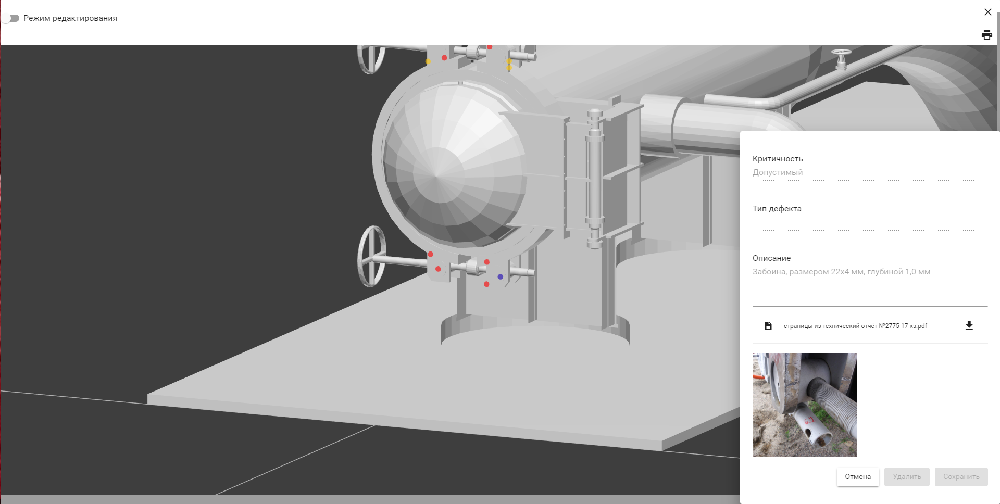 Режим редактирования
Критичность
Допустимый
Тип дефекта
Описание
Забоина, размером 22х4 мм, глубиной 1,0 мм
страницы из технический отчёт №2775-17 кз.pdf
Отмена
Удалить
Сохранить